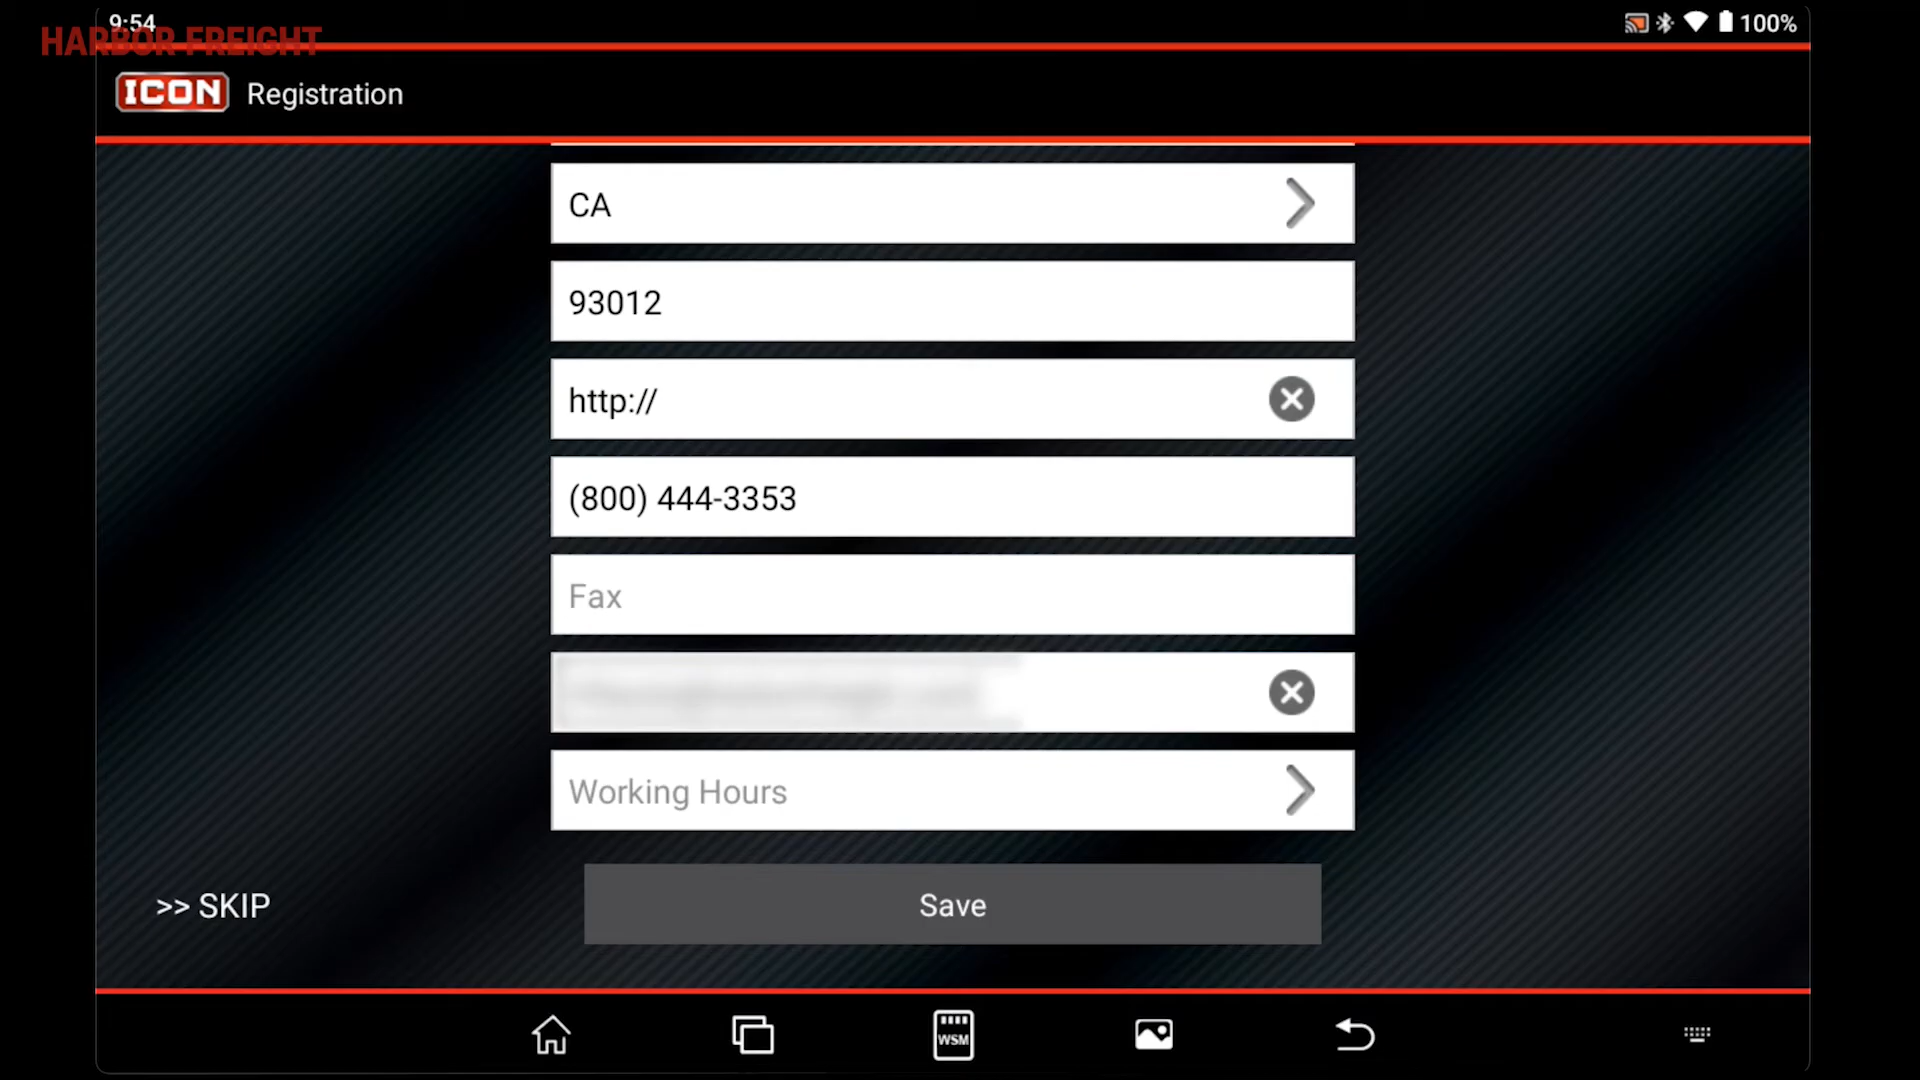 9:54
HARBOR FREIGHT
100%
ICON Registration
CA
93012
http://
(800) 444-3353
Fax
Working Hours
>> SKIP
Save
WSM